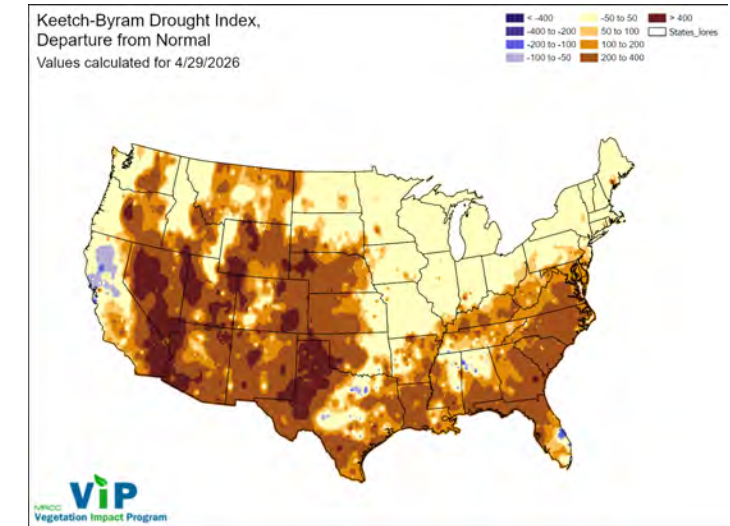 Keetch-Byram Drought Index,
Departure from Normal
Values calculated for 4/29/2026
< -400
-400 to -200
-200 to -100
-100 to -50
-50 to 50
50 to 100
100 to 200
200 to 400
> 400
States_lores
MRCC
ViP
Vegetation Impact Program